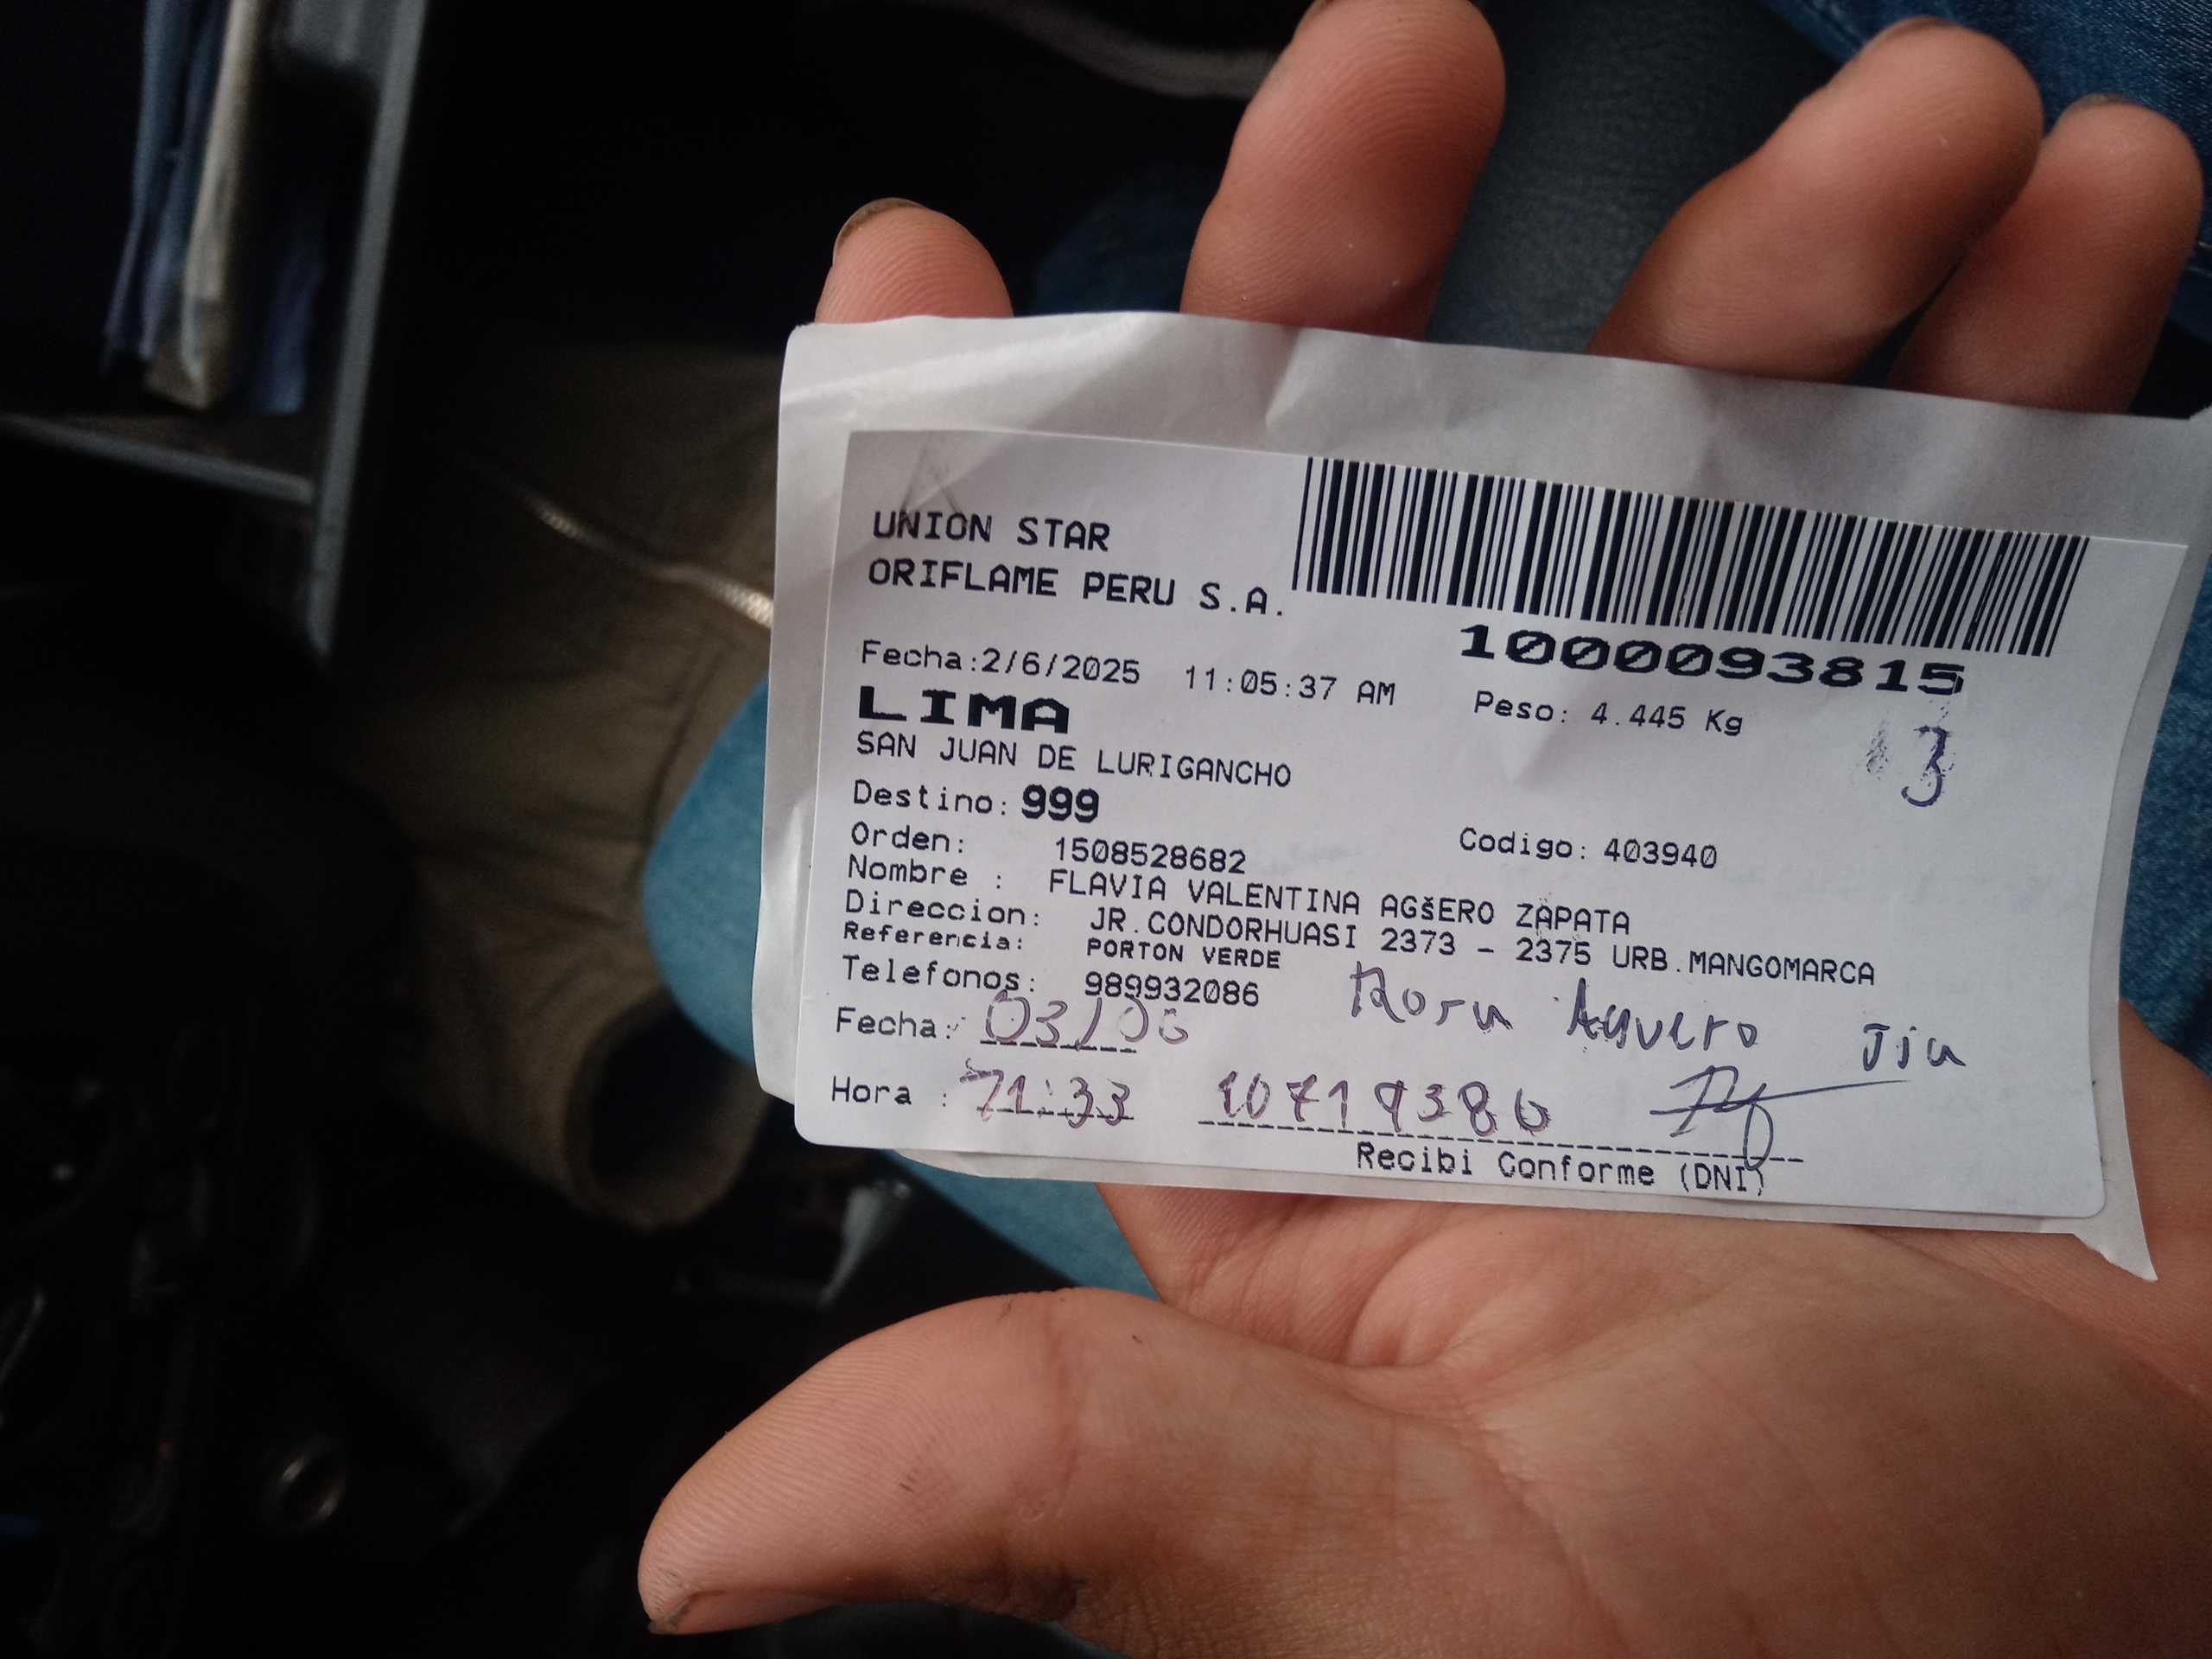 UNION STAR
ORIFLAME PERU S.A.
1000093815
Fecha:2/6/2025 11:05:37 AM
Peso: 4.445 Kg
LIMA
3
SAN JUAN DE LURIGANCHO
Destino: 999
Orden: 1508528682
Codigo: 403940
Nombre : FLAVIA VALENTINA AGšERO ZAPATA
Direccion: JR.CONDORHUASI 2373 - 2375 URB.MANGOMARCA
Referencia: PORTON VERDE
Telefonos: 989932086
Aguero Tia
Fecha: 03/06
Hora : :33 10719386
Recibi Conforme (DNI)